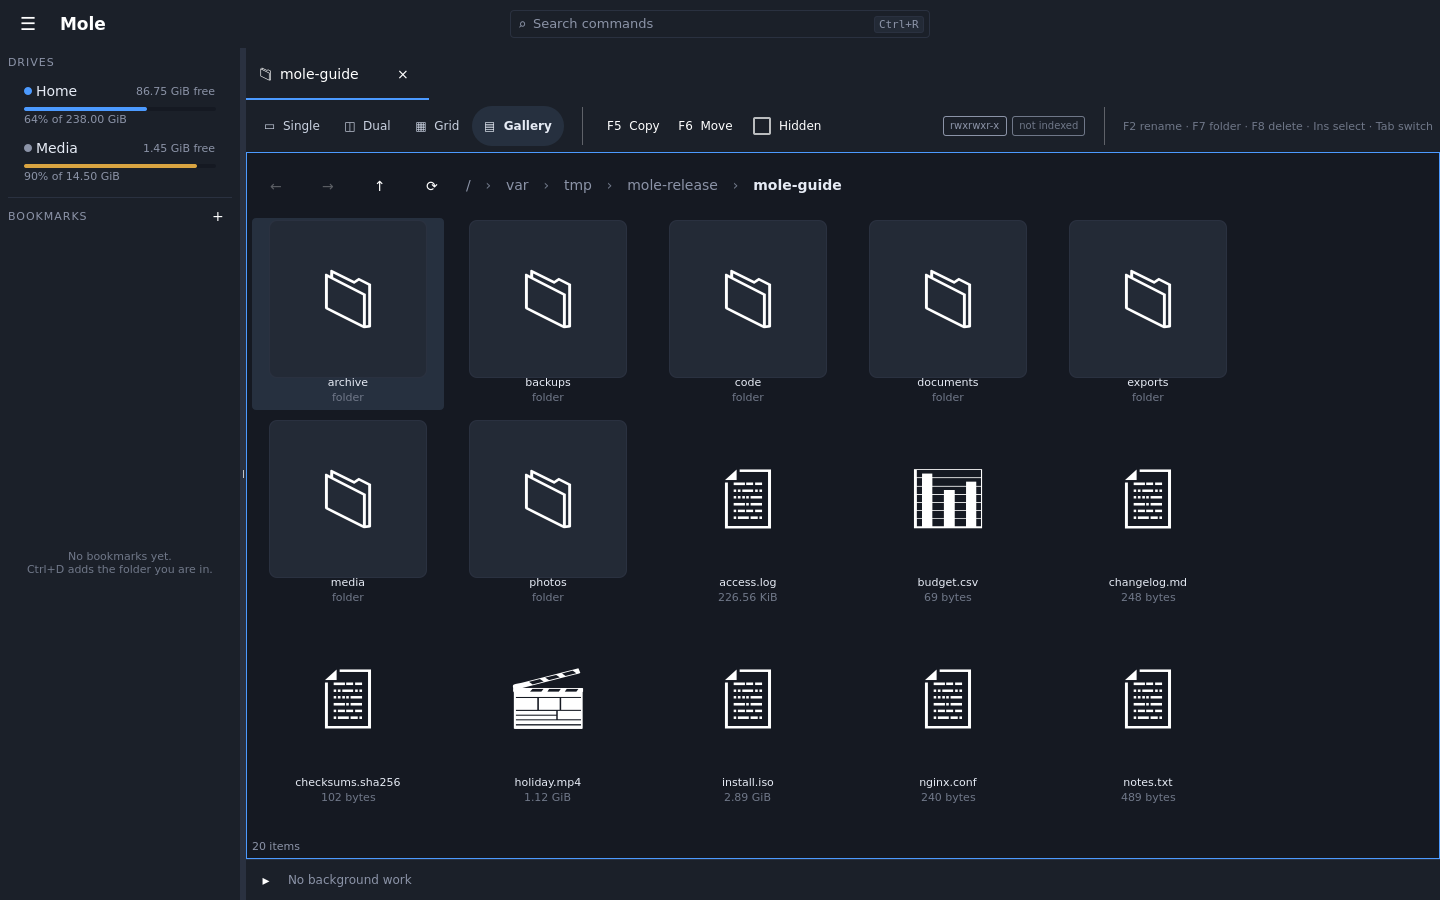 ☰ Mole
⌕ Search commands Ctrl+R
DRIVES
Home 86.75 GiB free
64% of 238.00 GiB
Media 1.45 GiB free
90% of 14.50 GiB
BOOKMARKS +
No bookmarks yet.
Ctrl+D adds the folder you are in.
mole-guide ×
Single Dual Grid Gallery F5 Copy F6 Move Hidden rwxrwxr-x not indexed F2 rename · F7 folder · F8 delete · Ins select · Tab switch
← → ↑ ⟳ / › var › tmp › mole-release › mole-guide
archive backups code documents exports
folder folder folder folder folder
media photos access.log budget.csv changelog.md
folder folder 226.56 KiB 69 bytes 248 bytes
checksums.sha256 holiday.mp4 install.iso nginx.conf notes.txt
102 bytes 1.12 GiB 2.89 GiB 240 bytes 489 bytes
20 items
▸ No background work